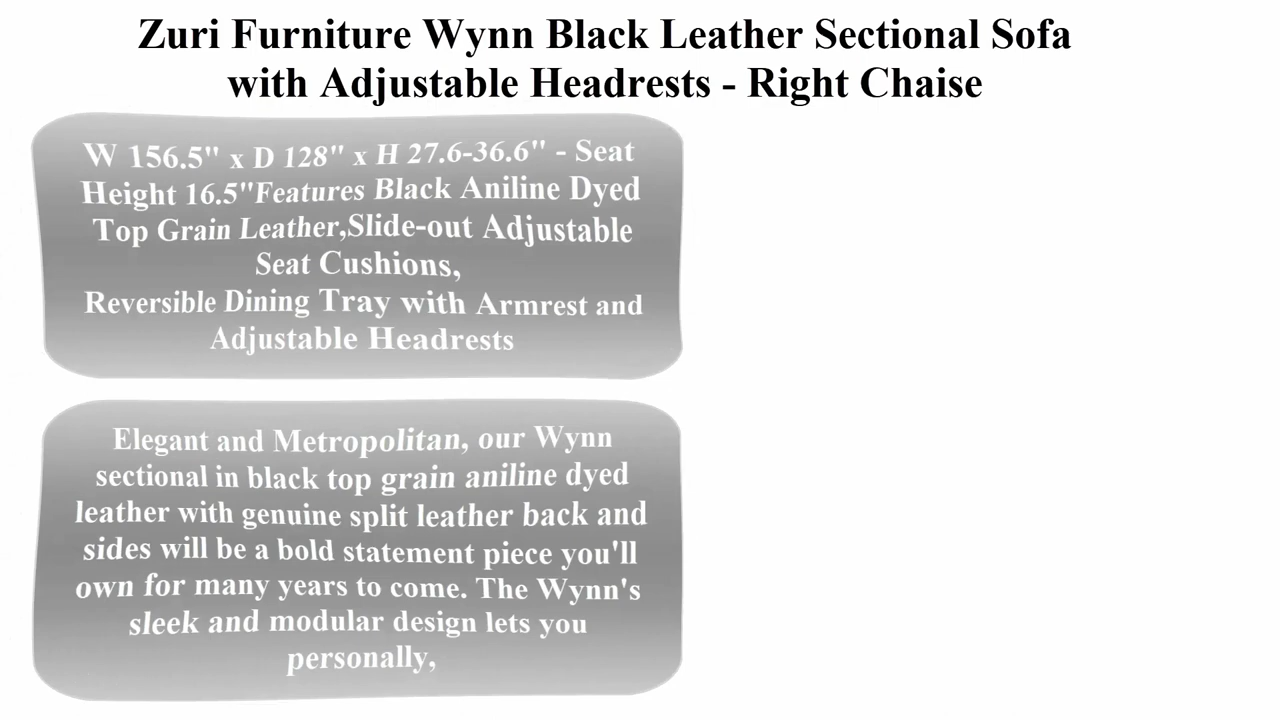 Zuri Furniture Wynn Black Leather Sectional Sofa
with Adjustable Headrests - Right Chaise
W 156.5" x D 128" x H 27.6-36.6" - Seat
Height 16.5"Features Black Aniline Dyed
Top Grain Leather,Slide-out Adjustable
Seat Cushions,
Reversible Dining Tray with Armrest and
Adjustable Headrests
Elegant and Metropolitan, our Wynn
sectional in black top grain aniline dyed
leather with genuine split leather back and
sides will be a bold statement piece you'll
own for many years to come. The Wynn's
sleek and modular design lets you
personally,